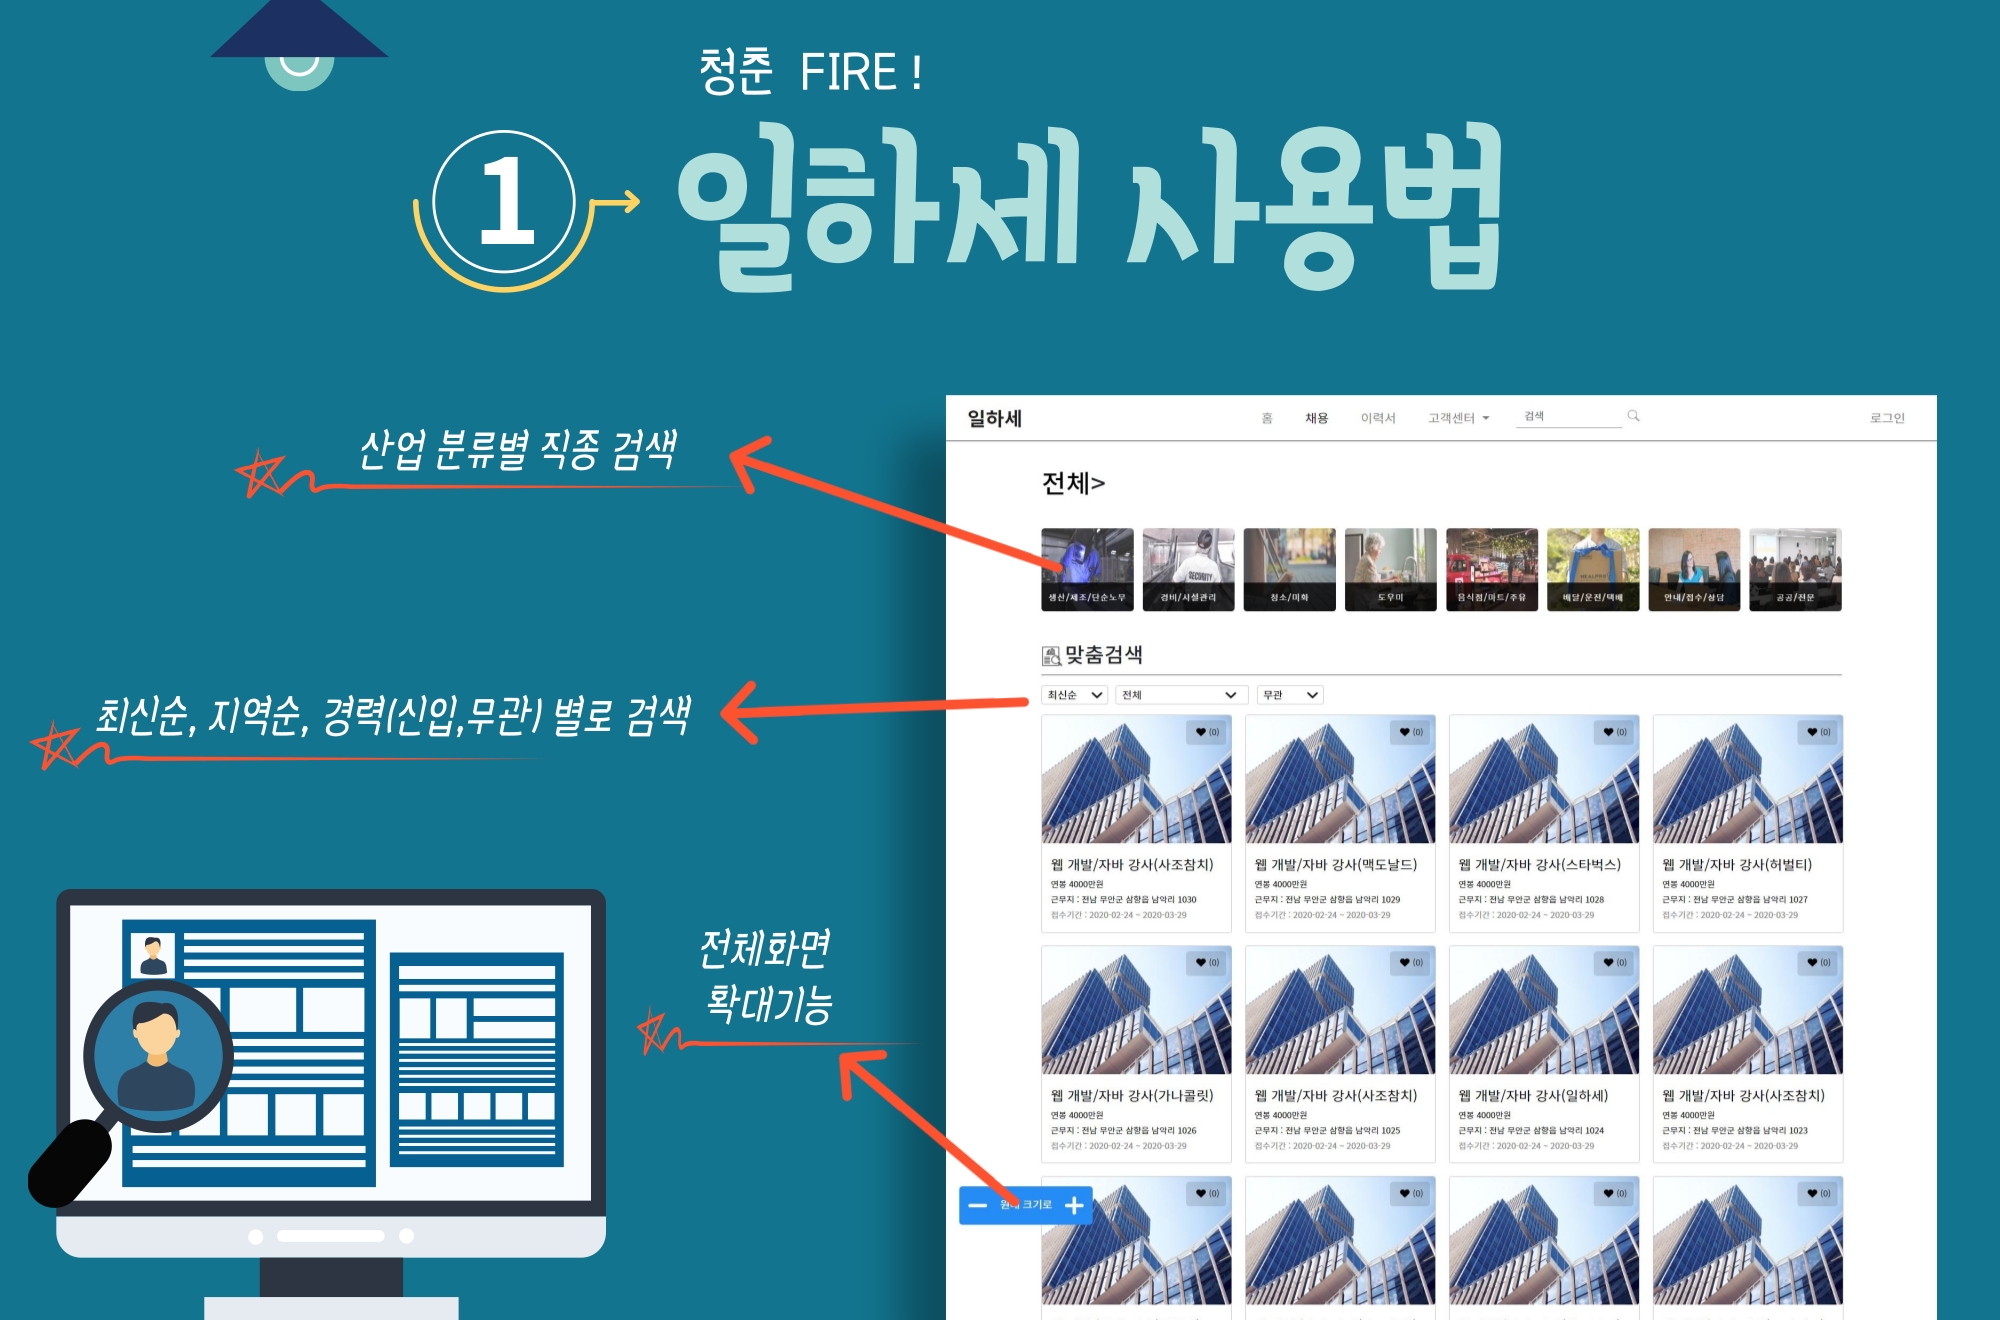 청춘 FIRE!
1
일하세 사용법
산업 분류별 직종 검색
최신순, 지역순, 경력(신입,무관) 별로 검색
전체화면
확대기능
일하세 홈 채용 이력서 고객센터 검색 로그인
전체>
SECURITY
생산/제조/단순노무 경비/시설관리 청소/미화 도우미 음식점/마트/주유 배달/운전/택배 안내/접수/상담 공공/전문
맞춤검색
최신순 전체 무관
(0) (0) (0) (0)
웹 개발/자바 강사(사조참치) 웹 개발/자바 강사(맥도날드) 웹 개발/자바 강사(스타벅스) 웹 개발/자바 강사(허벌티)
연봉 4000만원 연봉 4000만원 연봉 4000만원 연봉 4000만원
근무지 : 전남 무안군 삼향읍 남악리 1030 근무지 : 전남 무안군 삼향읍 남악리 1029 근무지 : 전남 무안군 삼향읍 남악리 1028 근무지 : 전남 무안군 삼향읍 남악리 1027
접수기간 : 2020-02-24 ~ 2020-03-29 접수기간 : 2020-02-24 ~ 2020-03-29 접수기간 : 2020-02-24 ~ 2020-03-29 접수기간 : 2020-02-24 ~ 2020-03-29
(0) (0) (0) (0)
웹 개발/자바 강사(가나콜릿) 웹 개발/자바 강사(사조참치) 웹 개발/자바 강사(일하세) 웹 개발/자바 강사(사조참치)
연봉 4000만원 연봉 4000만원 연봉 4000만원 연봉 4000만원
근무지 : 전남 무안군 삼향읍 남악리 1026 근무지 : 전남 무안군 삼향읍 남악리 1025 근무지 : 전남 무안군 삼향읍 남악리 1024 근무지 : 전남 무안군 삼향읍 남악리 1023
접수기간 : 2020-02-24 ~ 2020-03-29 접수기간 : 2020-02-24 ~ 2020-03-29 접수기간 : 2020-02-24 ~ 2020-03-29 접수기간 : 2020-02-24 ~ 2020-03-29
(0) (0) (0) (0)
크기로